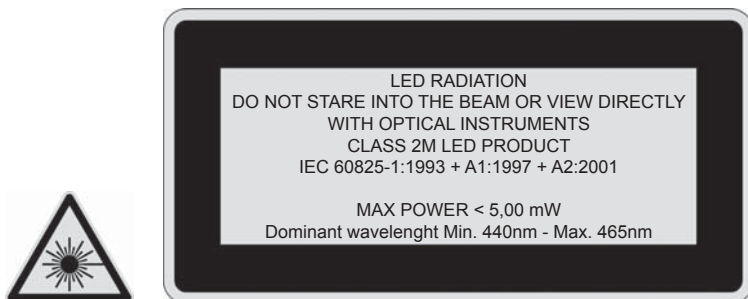 LED RADIATION
DO NOT STARE INTO THE BEAM OR VIEW DIRECTLY
WITH OPTICAL INSTRUMENTS
CLASS 2M LED PRODUCT
IEC 60825-1:1993 + A1:1997 + A2:2001
MAX POWER < 5,00 mW
Dominant wavelenght Min. 440nm - Max. 465nm